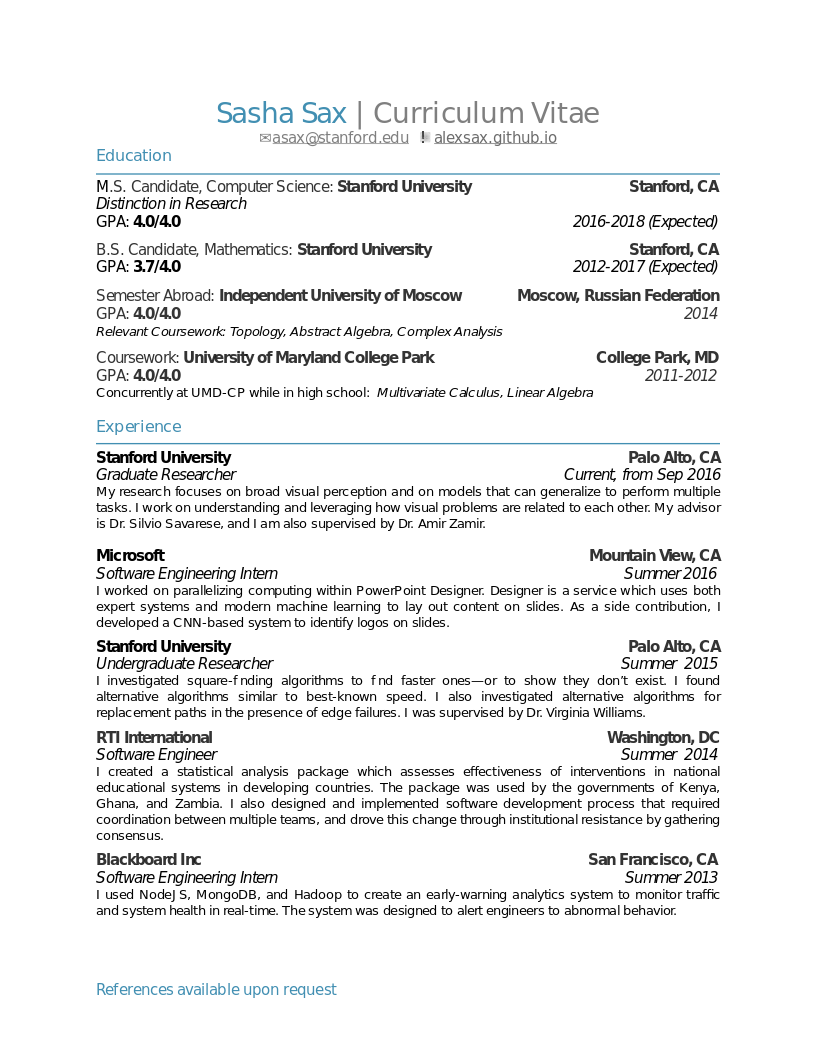 Sasha Sax | Curriculum Vitae
✉asax@stanford.edu alexsax.github.io
Education
M.S. Candidate, Computer Science: Stanford University Stanford, CA
Distinction in Research
GPA: 4.0/4.0 2016-2018 (Expected)
B.S. Candidate, Mathematics: Stanford University Stanford, CA
GPA: 3.7/4.0 2012-2017 (Expected)
Semester Abroad: Independent University of Moscow Moscow, Russian Federation
GPA: 4.0/4.0 2014
Relevant Coursework: Topology, Abstract Algebra, Complex Analysis
Coursework: University of Maryland College Park College Park, MD
GPA: 4.0/4.0 2011-2012
Concurrently at UMD-CP while in high school: Multivariate Calculus, Linear Algebra
Experience
Stanford University Palo Alto, CA
Graduate Researcher Current, from Sep 2016
My research focuses on broad visual perception and on models that can generalize to perform multiple
tasks. I work on understanding and leveraging how visual problems are related to each other. My advisor
is Dr. Silvio Savarese, and I am also supervised by Dr. Amir Zamir.
Microsoft Mountain View, CA
Software Engineering Intern Summer 2016
I worked on parallelizing computing within PowerPoint Designer. Designer is a service which uses both
expert systems and modern machine learning to lay out content on slides. As a side contribution, I
developed a CNN-based system to identify logos on slides.
Stanford University Palo Alto, CA
Undergraduate Researcher Summer 2015
I investigated square-f nding algorithms to f nd faster ones—or to show they don’t exist. I found
alternative algorithms similar to best-known speed. I also investigated alternative algorithms for
replacement paths in the presence of edge failures. I was supervised by Dr. Virginia Williams.
RTI International Washington, DC
Software Engineer Summer 2014
I created a statistical analysis package which assesses effectiveness of interventions in national
educational systems in developing countries. The package was used by the governments of Kenya,
Ghana, and Zambia. I also designed and implemented software development process that required
coordination between multiple teams, and drove this change through institutional resistance by gathering
consensus.
Blackboard Inc San Francisco, CA
Software Engineering Intern Summer 2013
I used NodeJS, MongoDB, and Hadoop to create an early-warning analytics system to monitor traffic
and system health in real-time. The system was designed to alert engineers to abnormal behavior.
References available upon request